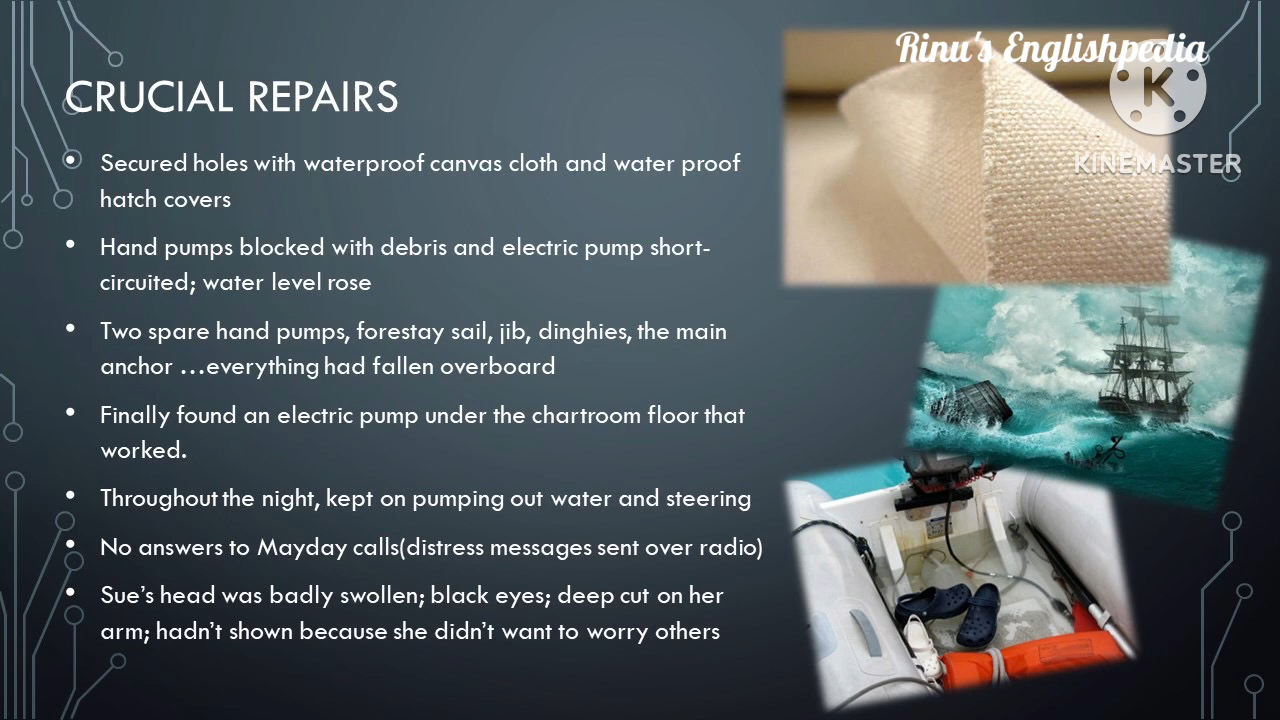 Rinu's Englishpedia
K
KINEMASTER
CRUCIAL REPAIRS
• Secured holes with waterproof canvas cloth and water proof
hatch covers
• Hand pumps blocked with debris and electric pump short-
circuited; water level rose
• Two spare hand pumps, forestay sail, jib, dinghies, the main
anchor …everything had fallen overboard
• Finally found an electric pump under the chartroom floor that
worked.
• Throughout the night, kept on pumping out water and steering
• No answers to Mayday calls(distress messages sent over radio)
• Sue’s head was badly swollen; black eyes; deep cut on her
arm; hadn’t shown because she didn’t want to worry others